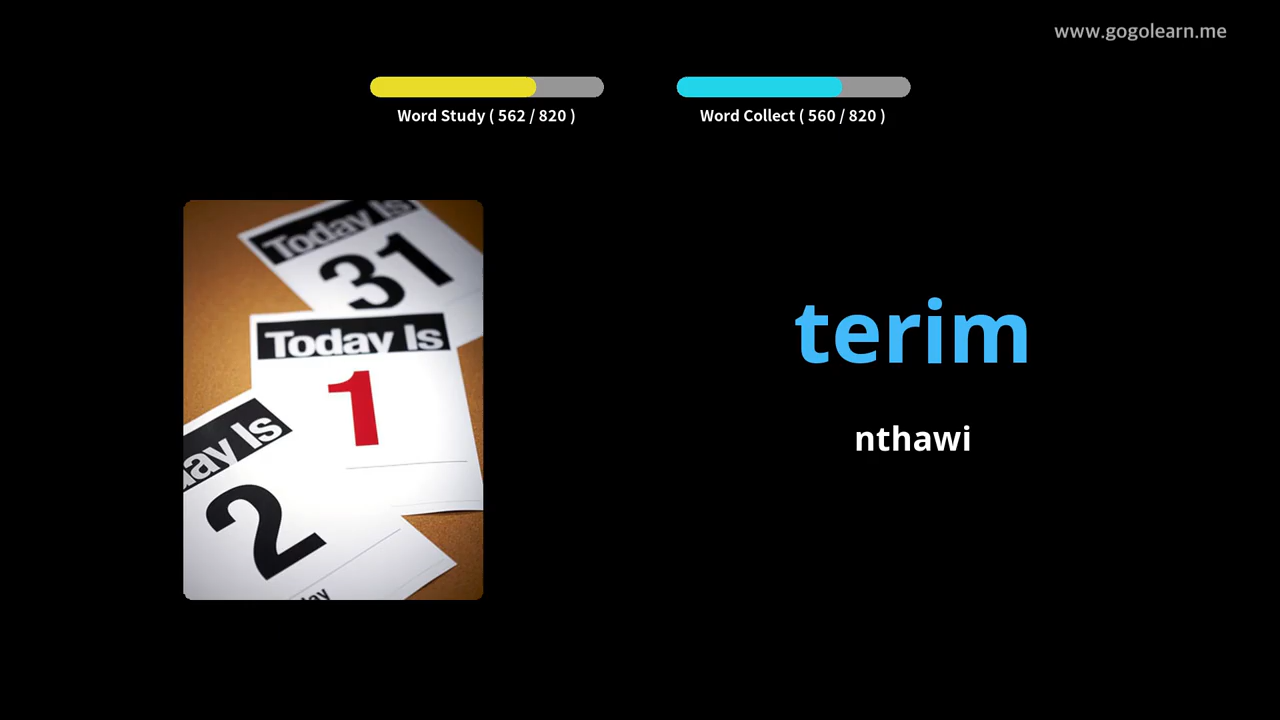 www.gogolearn.me
Word Study ( 562 / 820 )
Word Collect ( 560 / 820 )
Today Is
31
Today Is
1
day Is
2
terim
nthawi